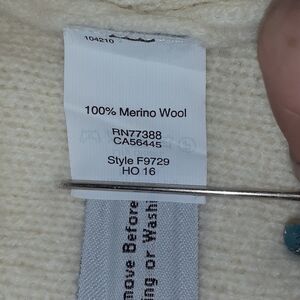 104210
100% Merino Wool
RN77388
CA56445
Style F9729
HO 16
move Before
ing or Washi